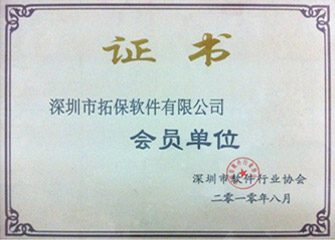 证书
深圳市拓保软件有限公司
会员单位
深圳市软件行业协会
二零一零年八月